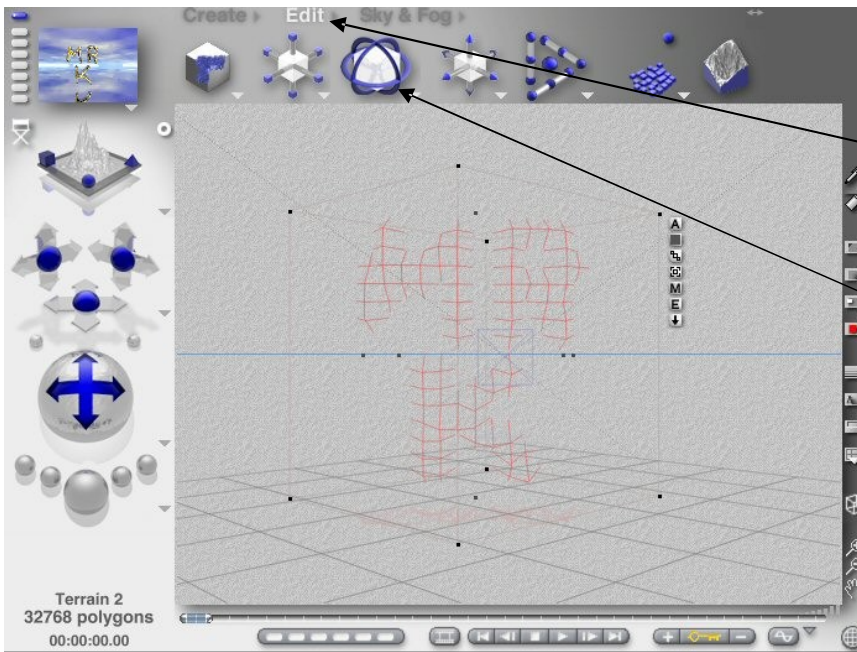 Create Edit Sky & Fog
A
M
E
Terrain 2
32768 polygons
00:00:00.00